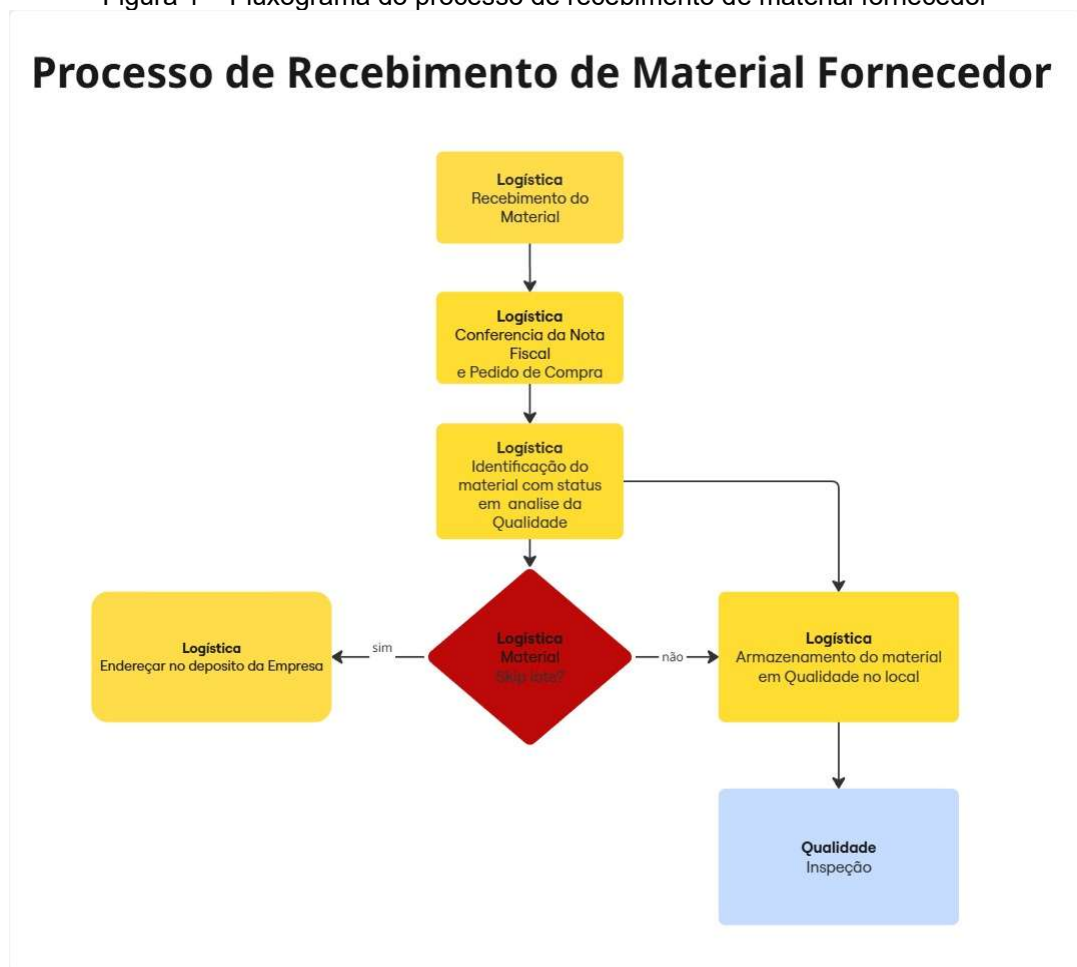 Figura 1 – Fluxograma do processo de recebimento de material fornecedor
Processo de Recebimento de Material Fornecedor
Logística
Recebimento do
Material
Logística
Conferencia da Nota
Fiscal
e Pedido de Compra
Logística
Identificação do
material com status
em analise da
Qualidade
Logística
Endereçar no deposito da Empresa
sim
Logística
Material
Skip lote?
não
Logística
Armazenamento do material
em Qualidade no local
Qualidade
Inspeção